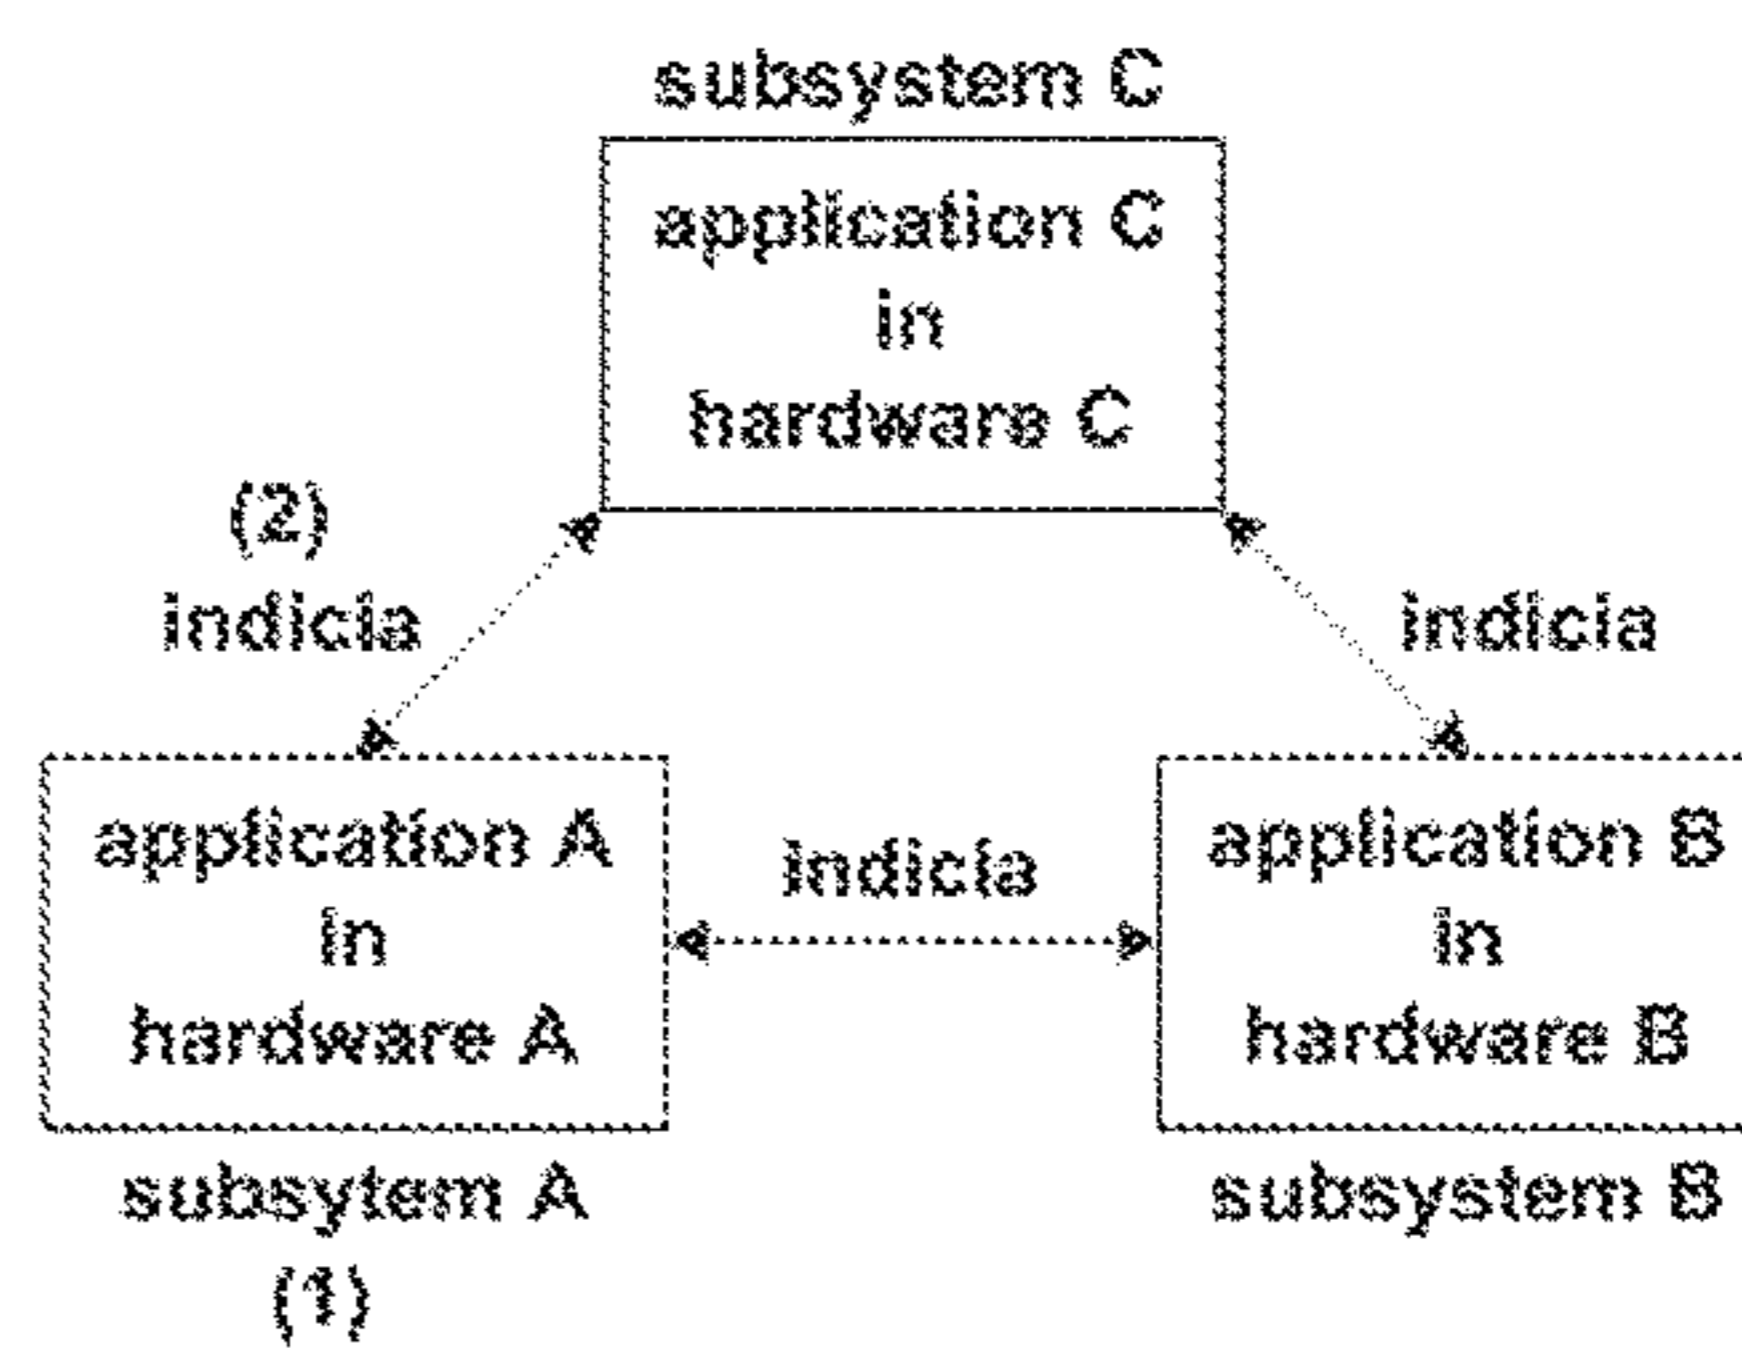 subsystem C
application C
in
hardware C
(2)
indicia
indicia
application A
in
hardware A
indicia
application B
in
hardware B
subsytem A
(1)
subsystem B